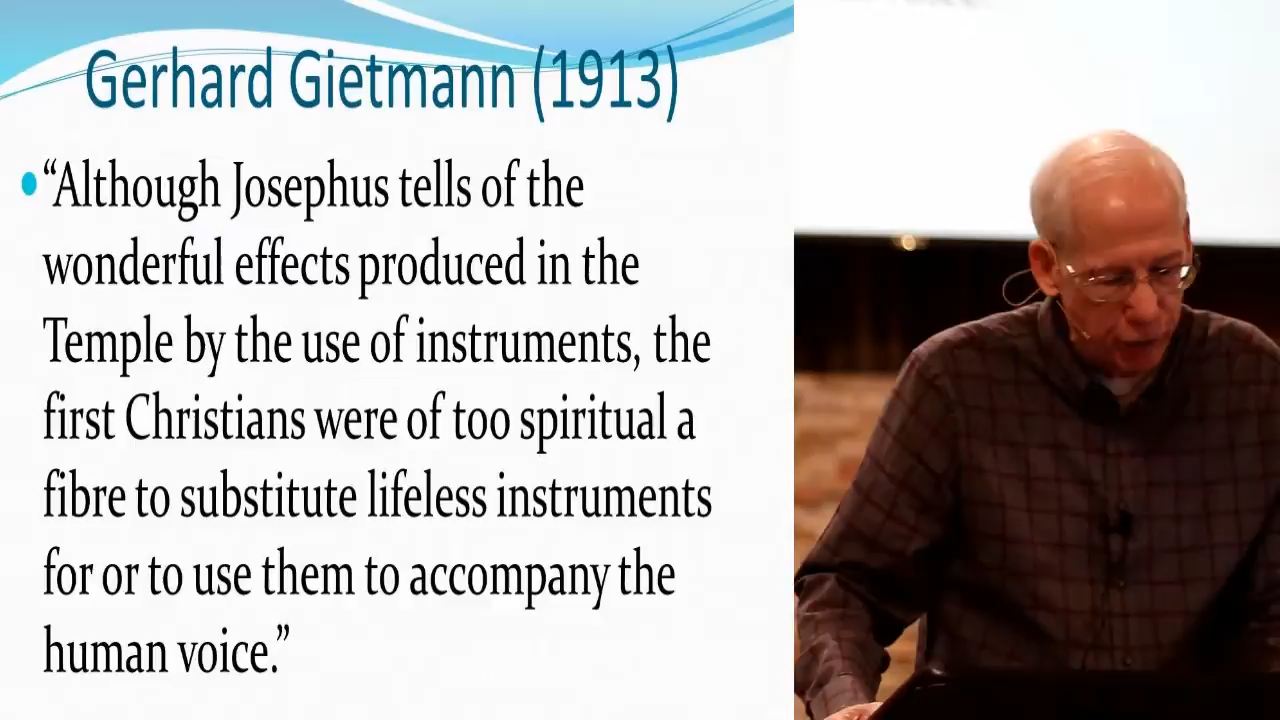 Gerhard Gietmann (1913)
•“Although Josephus tells of the
wonderful effects produced in the
Temple by the use of instruments, the
first Christians were of too spiritual a
fibre to substitute lifeless instruments
for or to use them to accompany the
human voice.”